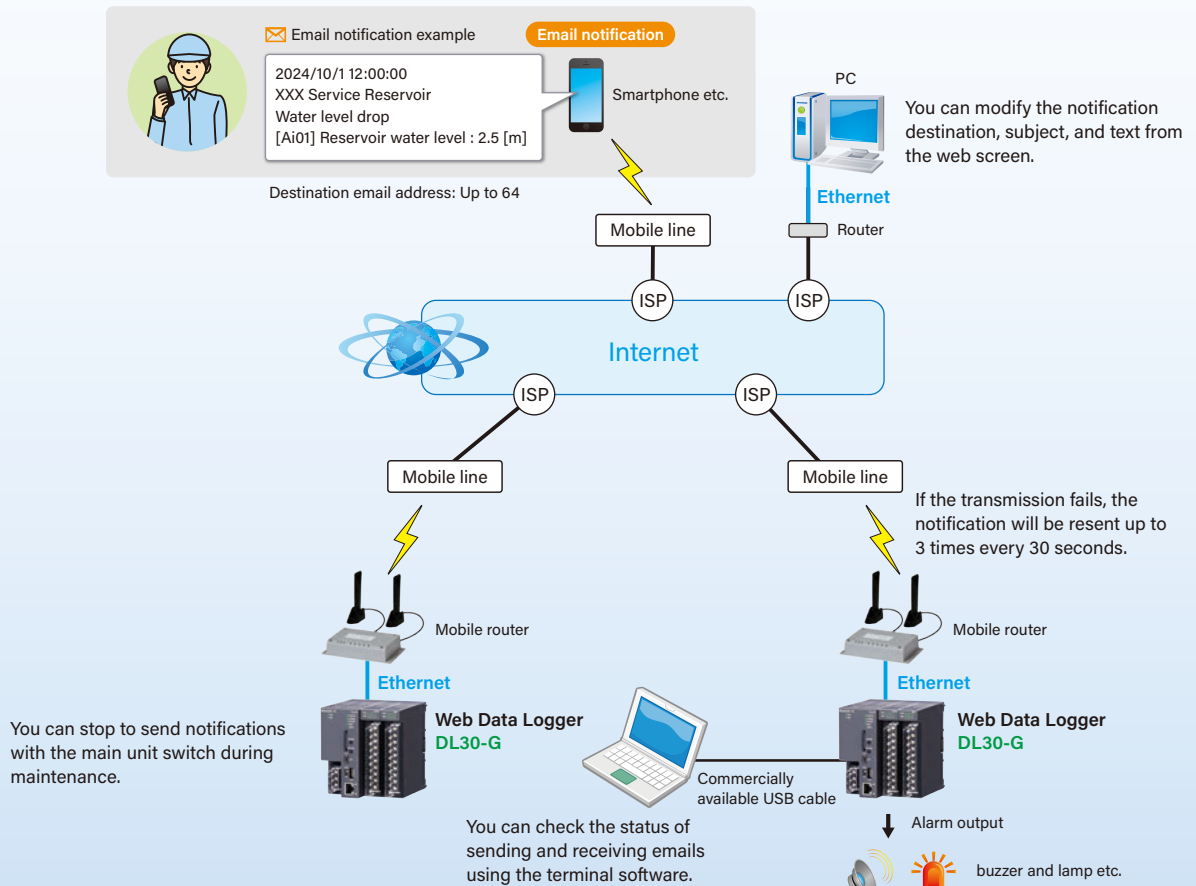 Email notification example
Email notification
2024/10/1 12:00:00
XXX Service Reservoir
Water level drop
[Ai01] Reservoir water level : 2.5 [m]
Smartphone etc.
Destination email address: Up to 64
PC
You can modify the notification
destination, subject, and text from
the web screen.
Ethernet
Router
Mobile line
ISP
ISP
Internet
ISP
ISP
Mobile line
Mobile line
If the transmission fails, the
notification will be resent up to
3 times every 30 seconds.
Mobile router
Mobile router
Ethernet
Ethernet
You can stop to send notifications
with the main unit switch during
maintenance.
Web Data Logger
DL30-G
Web Data Logger
DL30-G
Commercially
available USB cable
You can check the status of
sending and receiving emails
using the terminal software.
Alarm output
buzzer and lamp etc.